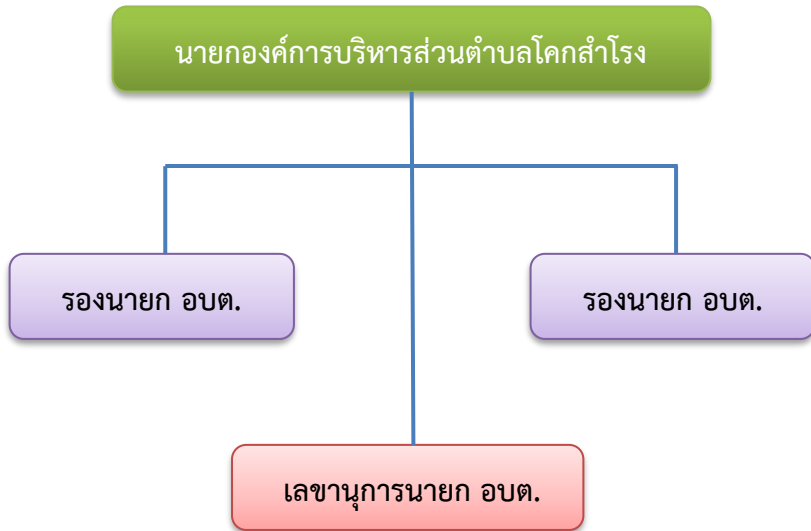 นายกองค์การบริหารส่วนตำบลโคกสำโรง
รองนายก อบต.
รองนายก อบต.
เลขานุการนายก อบต.